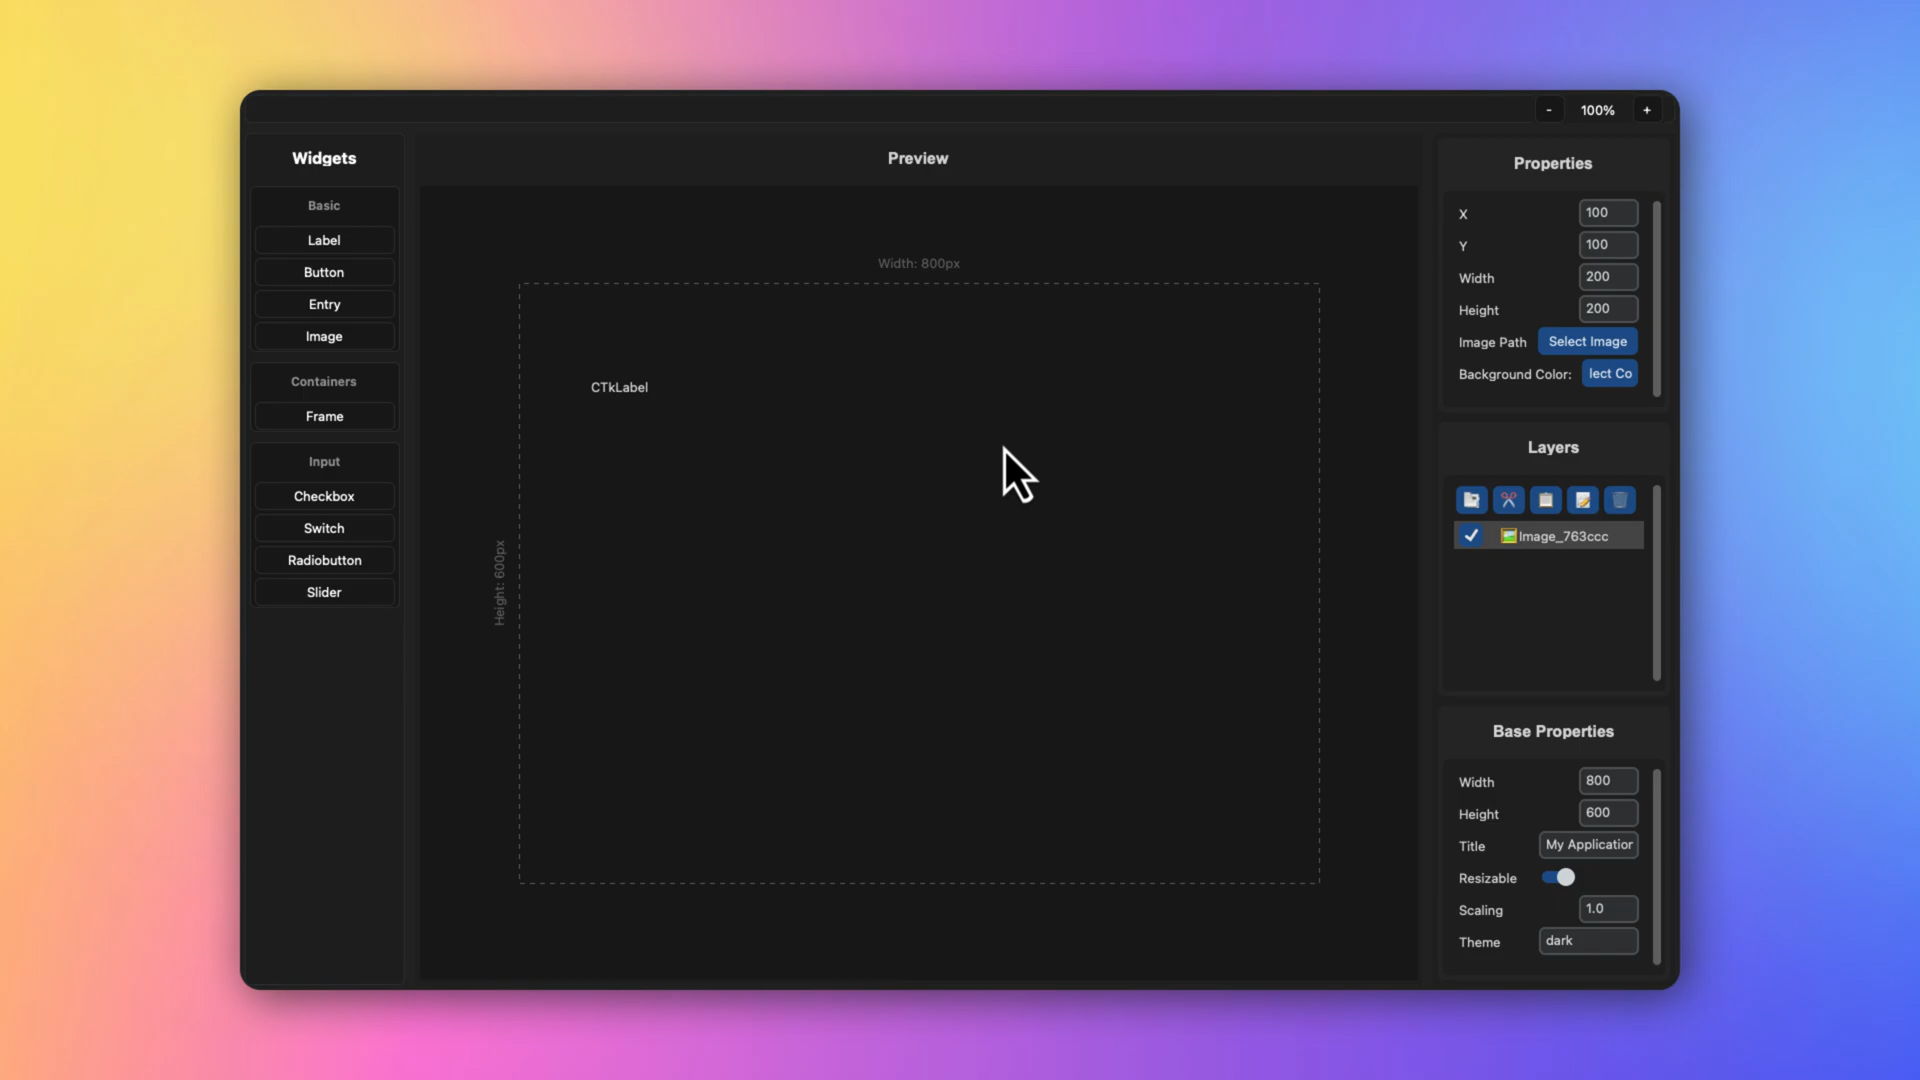 - 100% +
Widgets
Basic
Label
Button
Entry
Image
Containers
Frame
Input
Checkbox
Switch
Radiobutton
Slider
Preview
Width: 800px
Height: 600px
CTkLabel
Properties
X 100
Y 100
Width 200
Height 200
Image Path Select Image
Background Color: lect Co
Layers
Image_763ccc
Base Properties
Width 800
Height 600
Title My Application
Resizable
Scaling 1.0
Theme dark